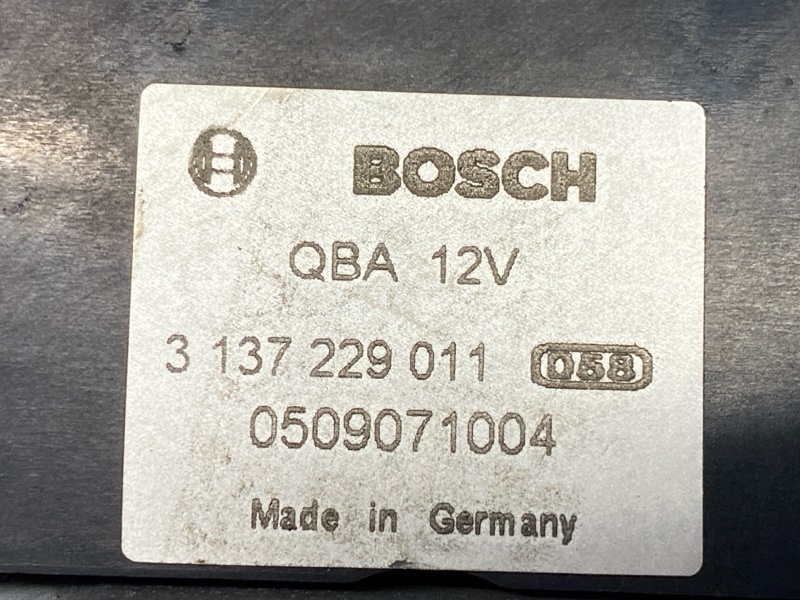 BOSCH
QBA 12V
3 137 229 011 058
0509071004
Made in Germany